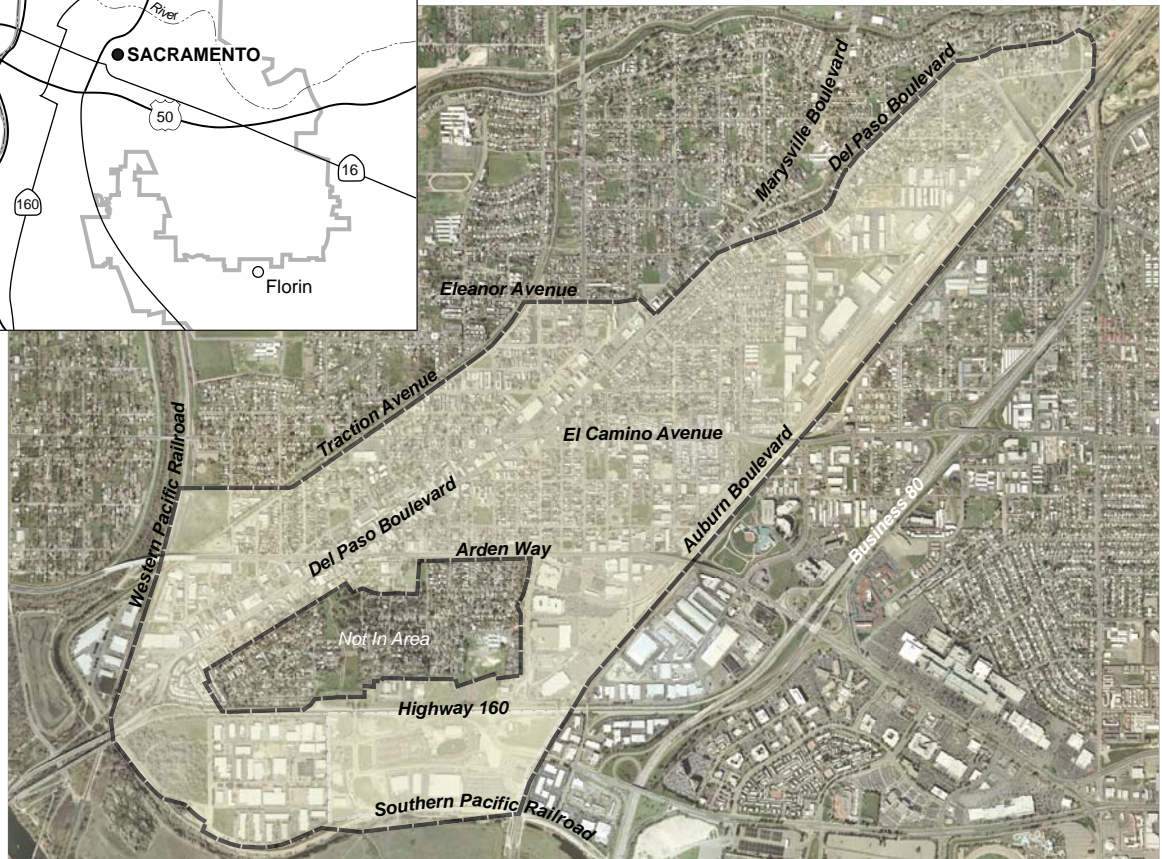 River
SACRAMENTO
50
16
160
Florin
Marysville Boulevard
Del Paso Boulevard
Eleanor Avenue
Traction Avenue
El Camino Avenue
Western Pacific Railroad
Auburn Boulevard
Del Paso Boulevard
Business 80
Arden Way
Not In Area
Highway 160
Southern Pacific Railroad